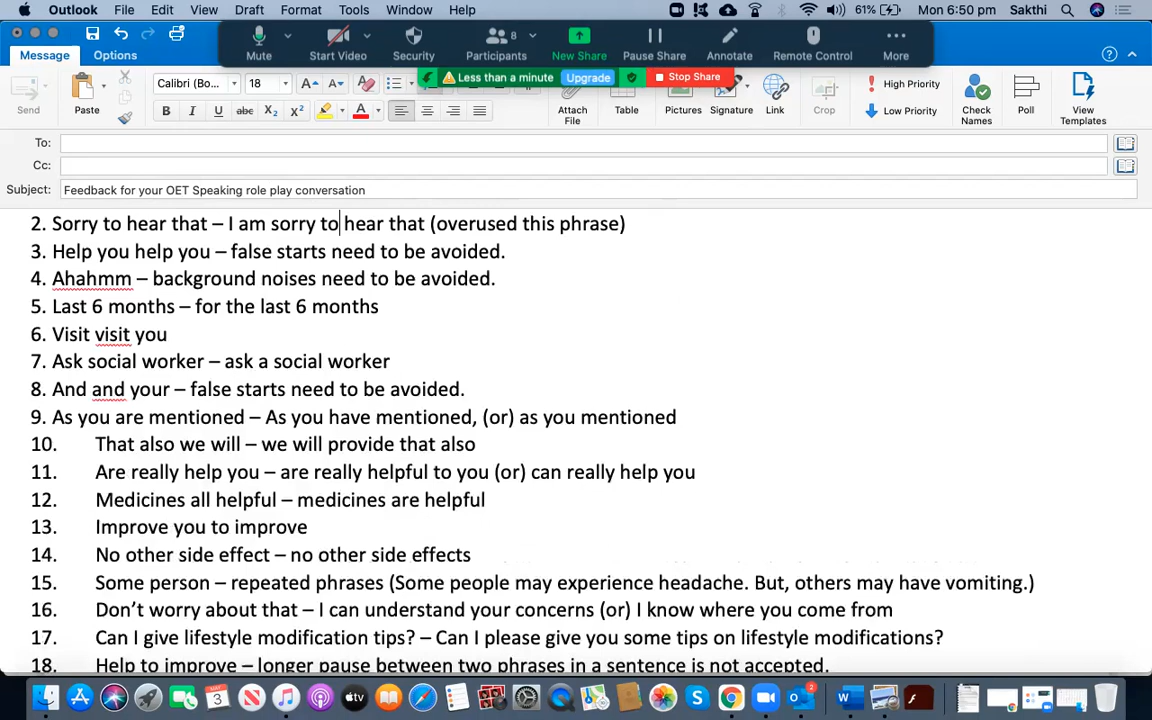 Outlook File Edit View Draft Format Tools Window Help 61% Mon 6:50 pm Sakthi
Message Options
Mute Start Video Security Participants 8 New Share Pause Share Annotate Remote Control More
Less than a minute Upgrade Stop Share
Send Paste Calibri (Bo... 18 A A Attach File Table Pictures Signature Link Crop High Priority Low Priority Check Names Poll View Templates
B I U abc X₂ X² A
To:
Cc:
Subject: Feedback for your OET Speaking role play conversation
2. Sorry to hear that – I am sorry to hear that (overused this phrase)
3. Help you help you – false starts need to be avoided.
4. Ahahmm – background noises need to be avoided.
5. Last 6 months – for the last 6 months
6. Visit visit you
7. Ask social worker – ask a social worker
8. And and your – false starts need to be avoided.
9. As you are mentioned – As you have mentioned, (or) as you mentioned
10. That also we will – we will provide that also
11. Are really help you – are really helpful to you (or) can really help you
12. Medicines all helpful – medicines are helpful
13. Improve you to improve
14. No other side effect – no other side effects
15. Some person – repeated phrases (Some people may experience headache. But, others may have vomiting.)
16. Don't worry about that – I can understand your concerns (or) I know where you come from
17. Can I give lifestyle modification tips? – Can I please give you some tips on lifestyle modifications?
18. Help to improve – longer pause between two phrases in a sentence is not accepted.
3 tv S 2 W f